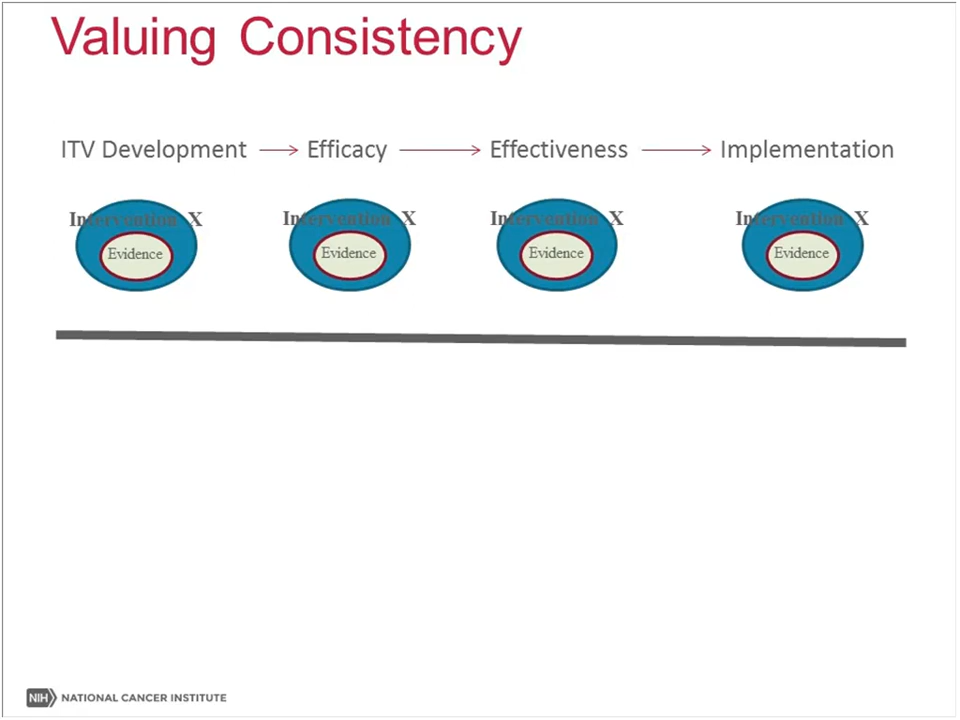 Valuing Consistency
ITV Development Efficacy Effectiveness Implementation
Intervention X Intervention X Intervention X Intervention X
Evidence Evidence Evidence Evidence
NIH NATIONAL CANCER INSTITUTE